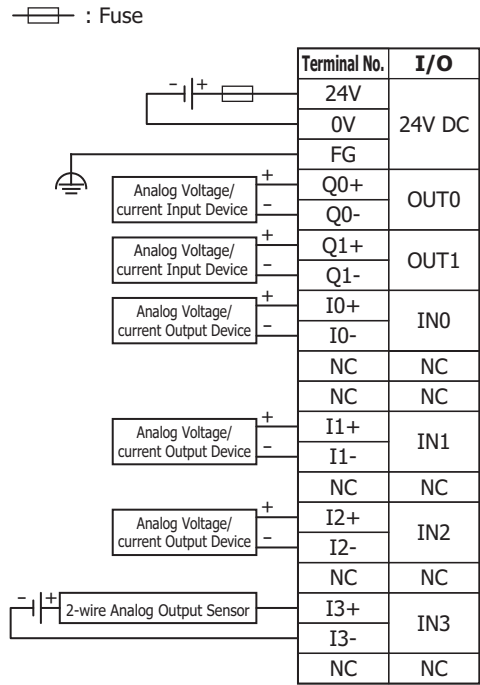 : Fuse
Terminal No. I/O
- + 24V
0V 24V DC
FG
Analog Voltage/
current Input Device + - Q0+
Q0- OUT0
Analog Voltage/
current Input Device + - Q1+
Q1- OUT1
Analog Voltage/
current Output Device + - I0+
I0- IN0
NC NC
NC NC
Analog Voltage/
current Output Device + - I1+
I1- IN1
NC NC
Analog Voltage/
current Output Device + - I2+
I2- IN2
NC NC
- + 2-wire Analog Output Sensor I3+
I3- IN3
NC NC